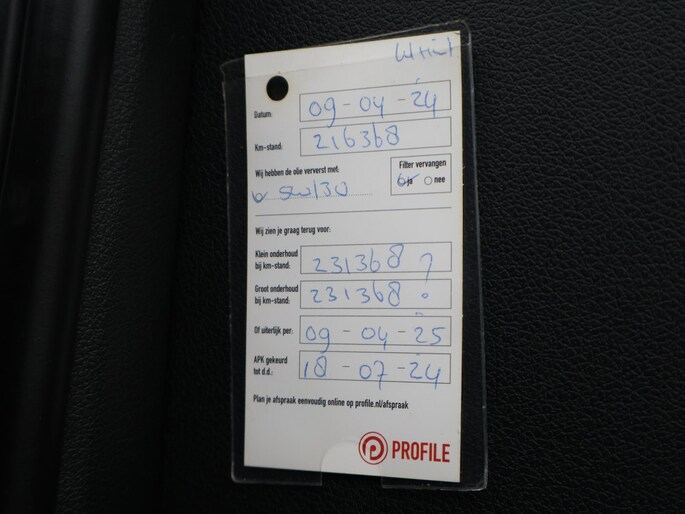 Datum: 09-04-24
Km-stand: 216368
Wij hebben de olie ververst met:
5w/30
Filter vervangen
ja nee
Wij zien je graag terug voor:
Klein onderhoud
bij km-stand: 231368 ?
Groot onderhoud
bij km-stand: 231368
Of uiterlijk per: 09-04-25
APK gekeurd
tot d.d.: 18-07-24
Plan je afspraak eenvoudig online op profile.nl/afspraak
PROFILE